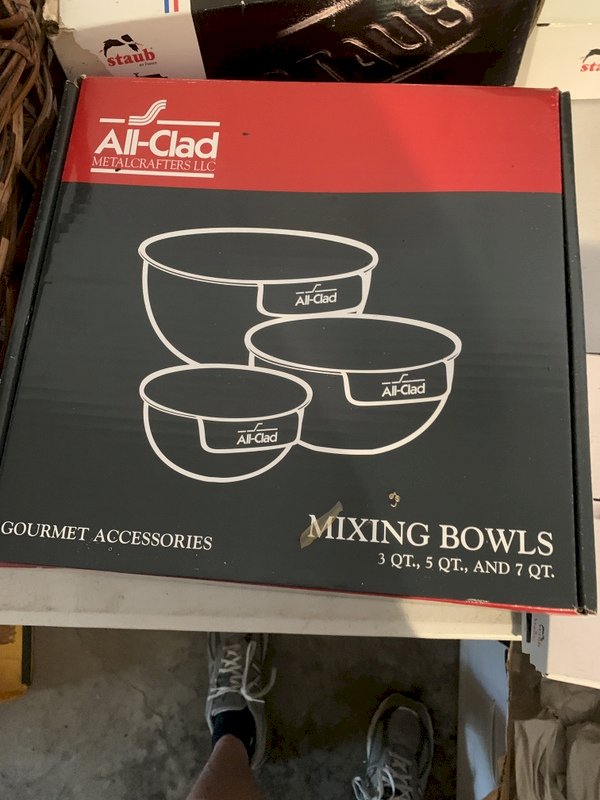 staub
sta
All-Clad
METALCRAFTERS LLC
All-Clad
All-Clad
All-Clad
GOURMET ACCESSORIES
MIXING BOWLS
3 QT., 5 QT., AND 7 QT.